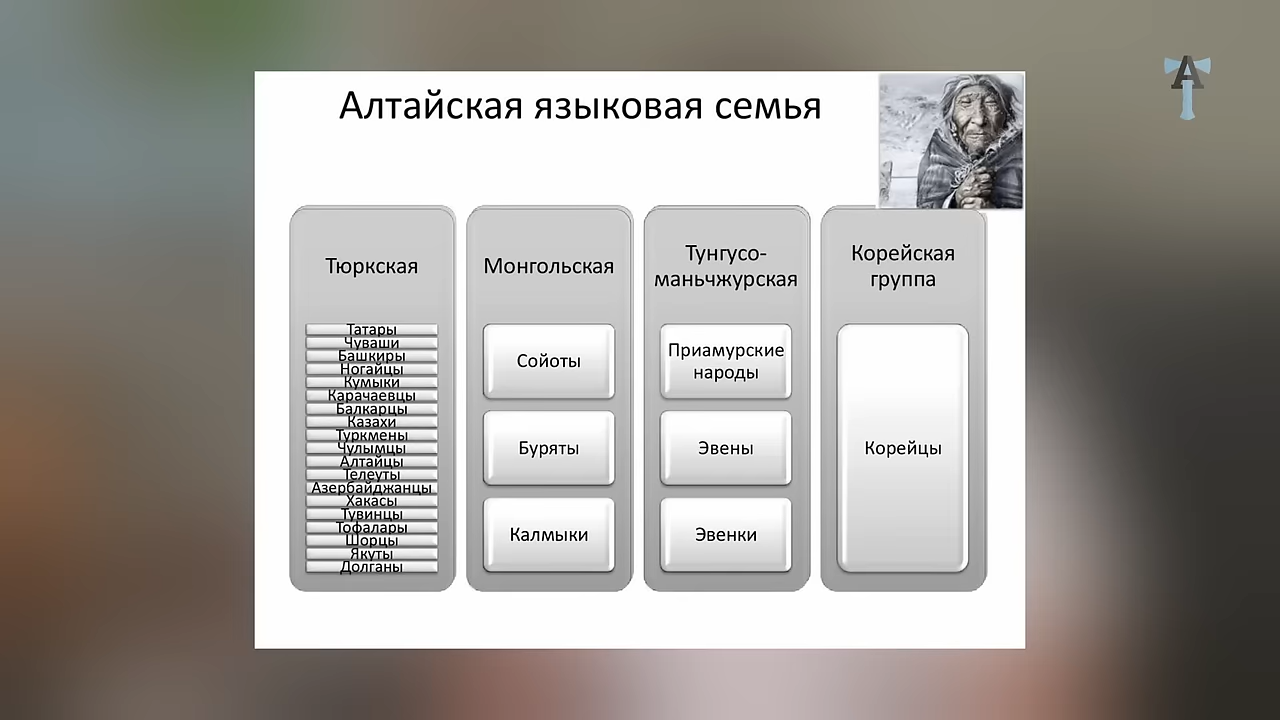 Алтайская языковая семья
Тюркская
Татары
Чуваши
Башкиры
Ногайцы
Кумыки
Карачаевцы
Балкарцы
Казахи
Туркмены
Чулымцы
Алтайцы
Телеуты
Азербайджанцы
Хакасы
Тувинцы
Тофалары
Шорцы
Якуты
Долганы
Монгольская
Сойоты
Буряты
Калмыки
Тунгусо-
маньчжурская
Приамурские
народы
Эвены
Эвенки
Корейская
группа
Корейцы